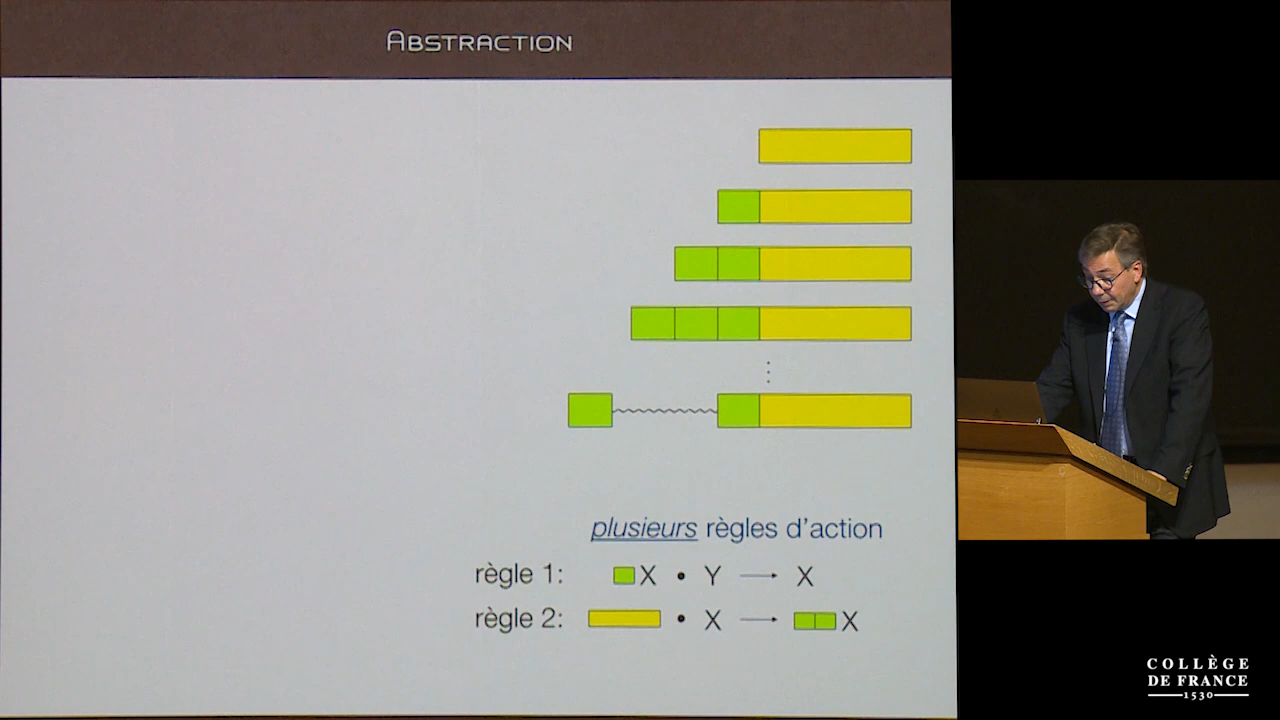 ABSTRACTION
plusieurs règles d'action
règle 1: X • Y → X
règle 2: • X → X
COLLÈGE
DE FRANCE
1530